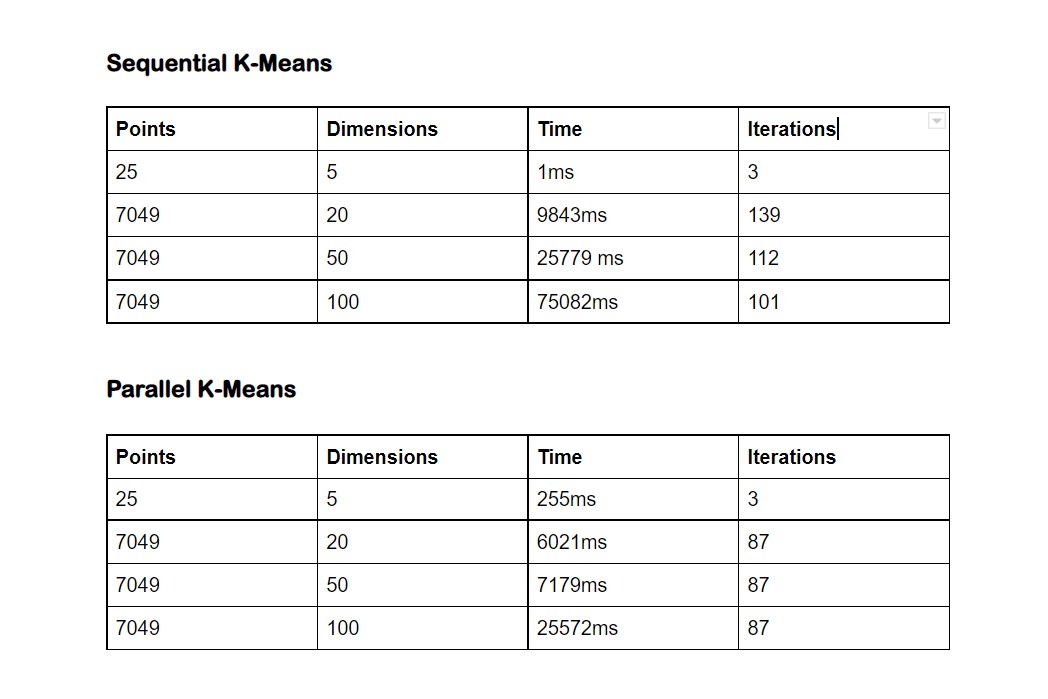 Sequential K-Means
Points Dimensions Time Iterations
25 5 1ms 3
7049 20 9843ms 139
7049 50 25779 ms 112
7049 100 75082ms 101
Parallel K-Means
Points Dimensions Time Iterations
25 5 255ms 3
7049 20 6021ms 87
7049 50 7179ms 87
7049 100 25572ms 87